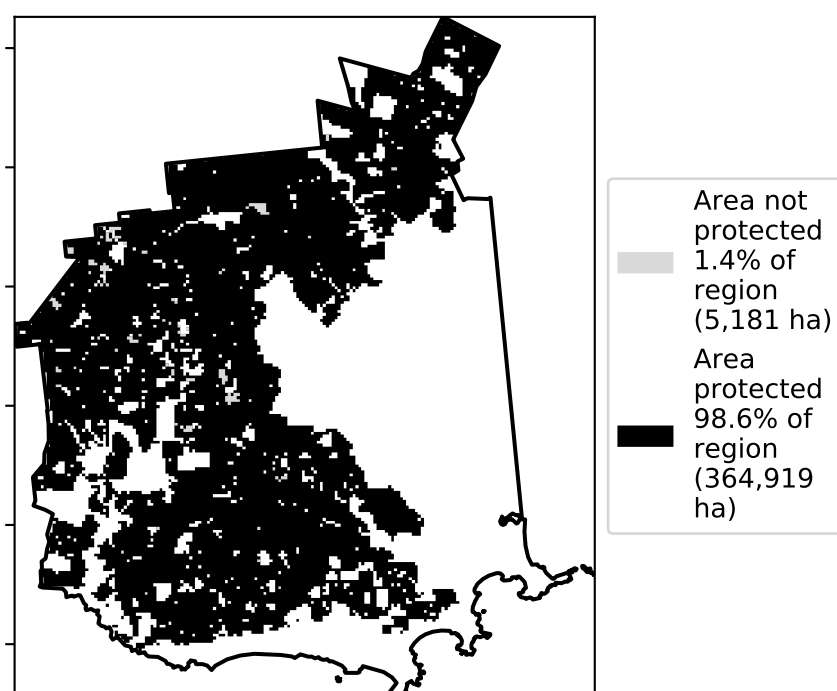 Area not
protected
1.4% of
region
(5,181 ha)
Area
protected
98.6% of
region
(364,919
ha)